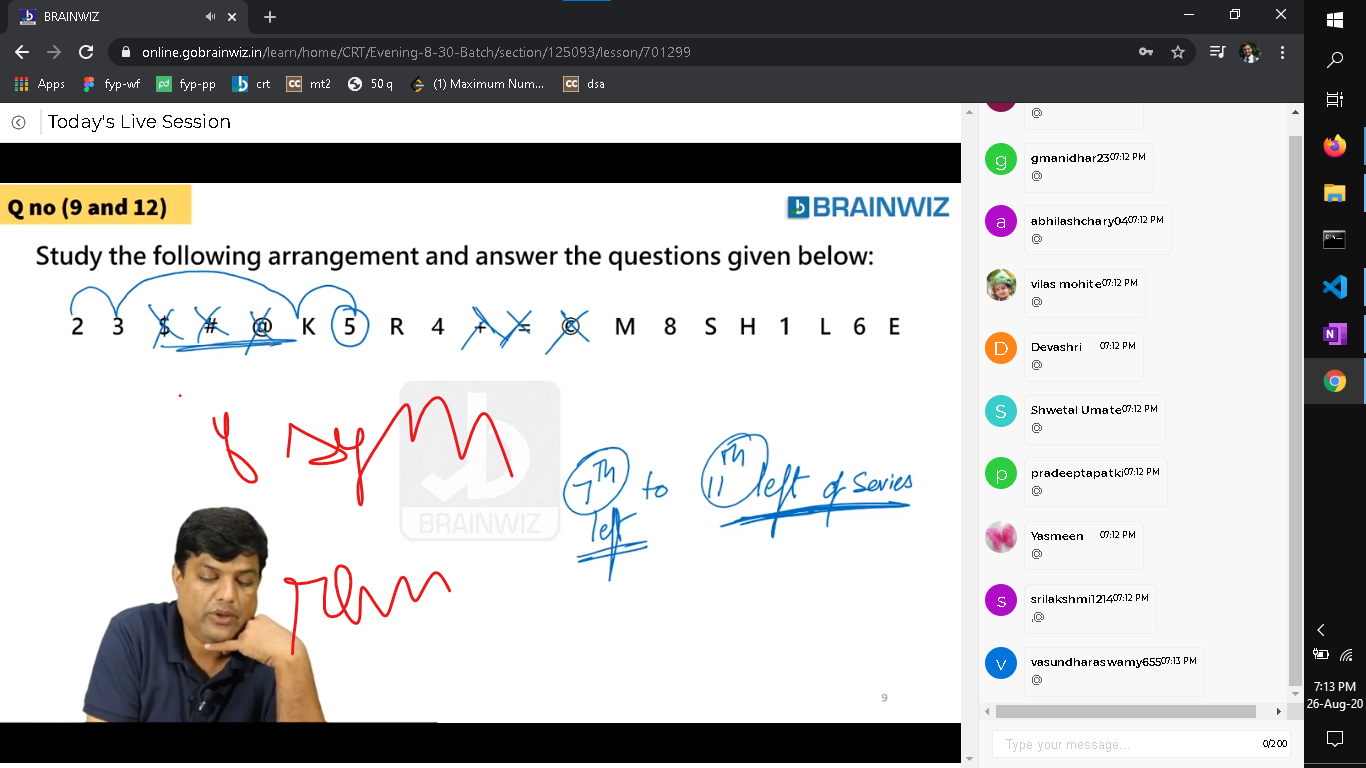 BRAINWIZ
online.gobrainwiz.in/learn/home/CRT/Evening-8-30-Batch/section/125093/lesson/701299
Apps fyp-wf fyp-pp crt mt2 50 q (1) Maximum Num... dsa
Today's Live Session
Q no (9 and 12)
BRAINWIZ
Study the following arrangement and answer the questions given below:
2 3 $ # @ K 5 R 4 + = © M 8 S H 1 L 6 E
sym
7th to 11th left of series
left
BRAINWIZ
9
@
g
gmanidhar23 07:12 PM
@
a
abhilashchary04 07:12 PM
@
vilas mohite 07:12 PM
@
D
Devashri 07:12 PM
@
S
Shwetal Umate 07:12 PM
@
p
pradeeptapatki 07:12 PM
@
Yasmeen 07:12 PM
@
s
srilakshmi1214 07:12 PM
,@
v
vasundharaswamy655 07:13 PM
@
Type your message... 0/200
7:13 PM
26-Aug-20